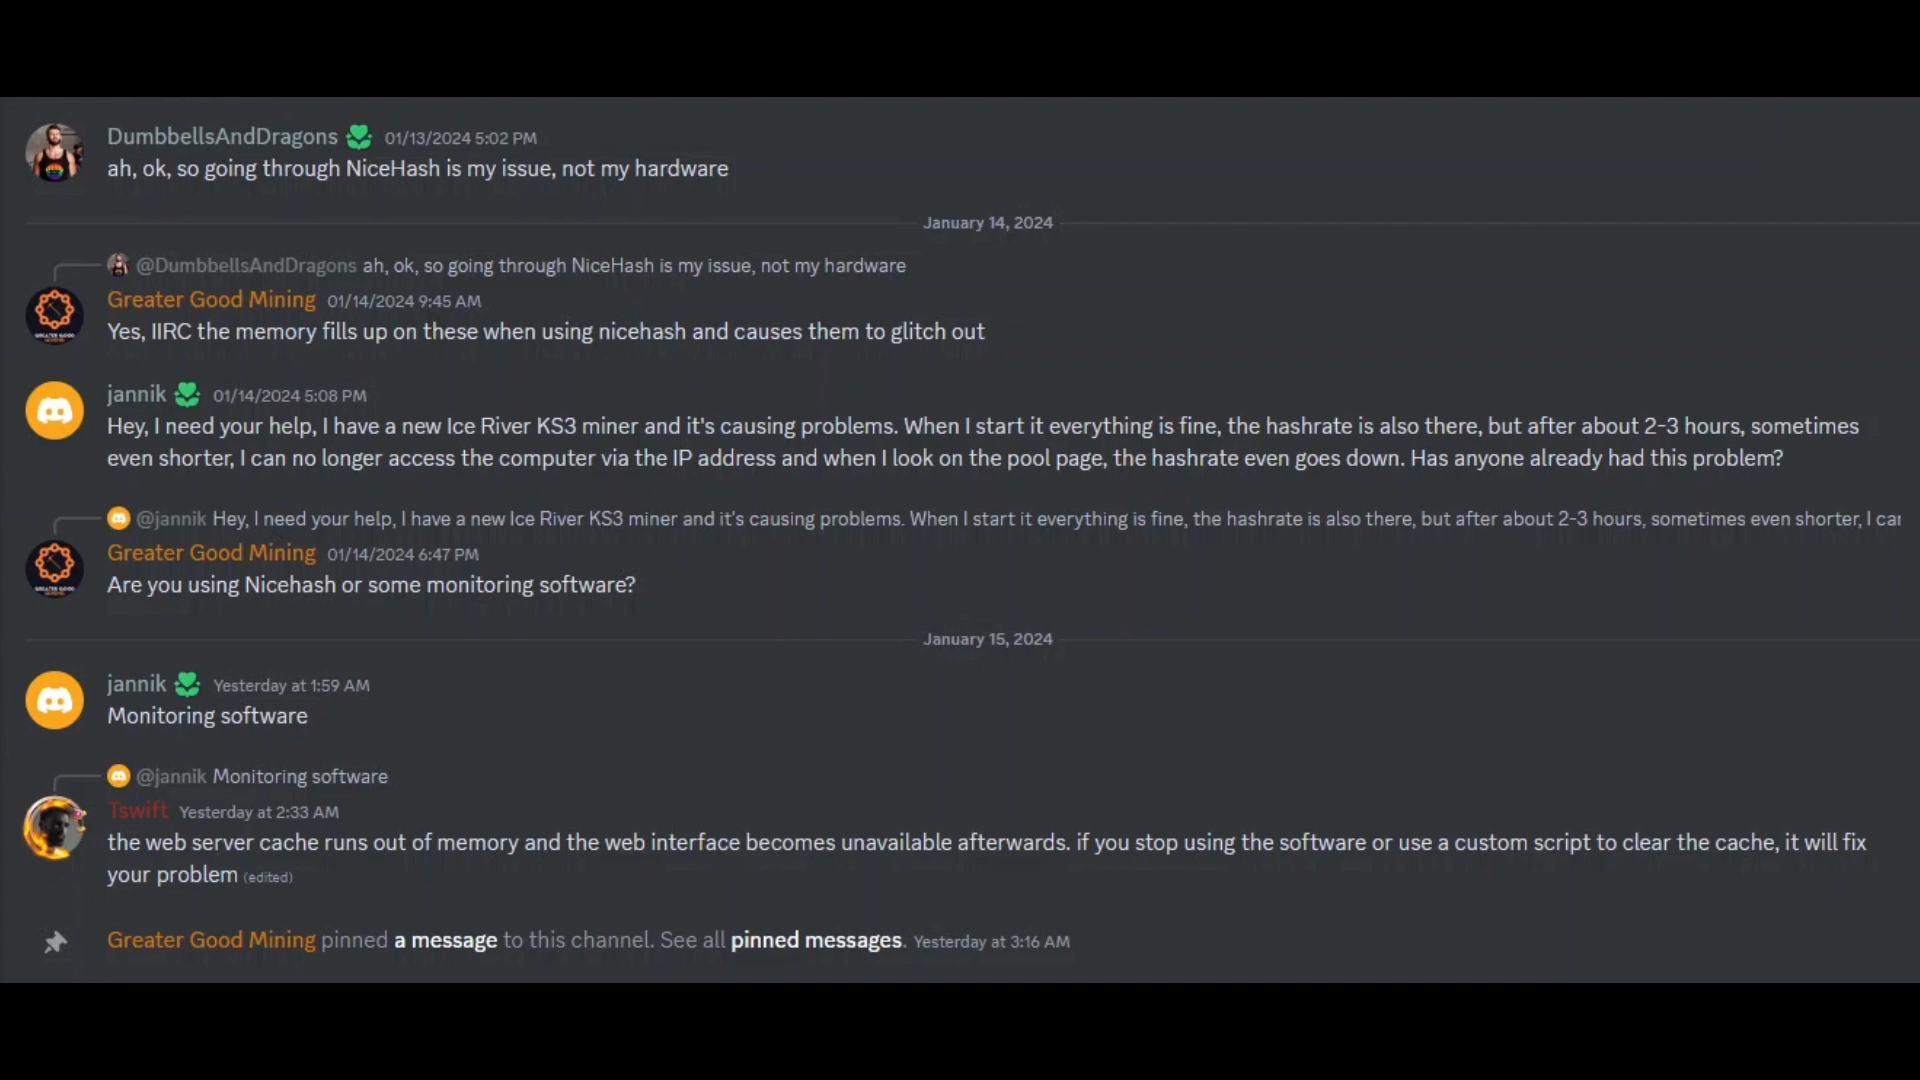 DumbbellsAndDragons 01/13/2024 5:02 PM
ah, ok, so going through NiceHash is my issue, not my hardware
January 14, 2024
@DumbbellsAndDragons ah, ok, so going through NiceHash is my issue, not my hardware
Greater Good Mining 01/14/2024 9:45 AM
Yes, IIRC the memory fills up on these when using nicehash and causes them to glitch out
jannik 01/14/2024 5:08 PM
Hey, I need your help, I have a new Ice River KS3 miner and it's causing problems. When I start it everything is fine, the hashrate is also there, but after about 2-3 hours, sometimes
even shorter, I can no longer access the computer via the IP address and when I look on the pool page, the hashrate even goes down. Has anyone already had this problem?
@jannik Hey, I need your help, I have a new Ice River KS3 miner and it's causing problems. When I start it everything is fine, the hashrate is also there, but after about 2-3 hours, sometimes even shorter, I can
Greater Good Mining 01/14/2024 6:47 PM
Are you using Nicehash or some monitoring software?
January 15, 2024
jannik Yesterday at 1:59 AM
Monitoring software
@jannik Monitoring software
Tswift Yesterday at 2:33 AM
the web server cache runs out of memory and the web interface becomes unavailable afterwards. if you stop using the software or use a custom script to clear the cache, it will fix
your problem (edited)
Greater Good Mining pinned a message to this channel. See all pinned messages. Yesterday at 3:16 AM